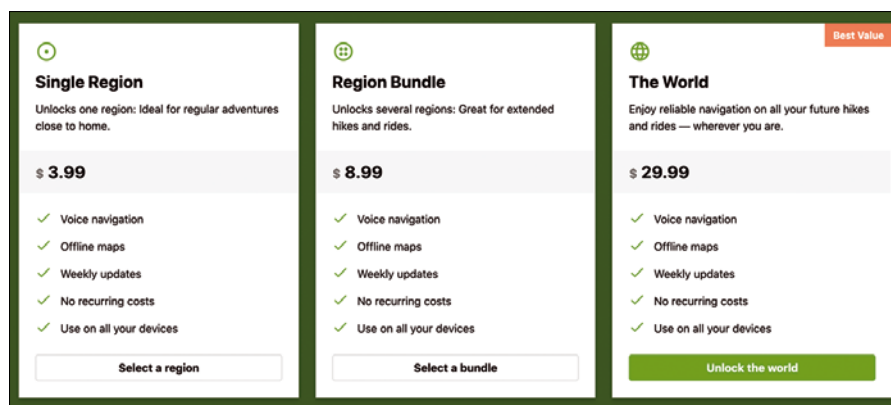 Single Region
Unlocks one region: Ideal for regular adventures
close to home.
$ 3.99
Voice navigation
Offline maps
Weekly updates
No recurring costs
Use on all your devices
Select a region
Region Bundle
Unlocks several regions: Great for extended
hikes and rides.
$ 8.99
Voice navigation
Offline maps
Weekly updates
No recurring costs
Use on all your devices
Select a bundle
Best Value
The World
Enjoy reliable navigation on all your future hikes
and rides — wherever you are.
$ 29.99
Voice navigation
Offline maps
Weekly updates
No recurring costs
Use on all your devices
Unlock the world